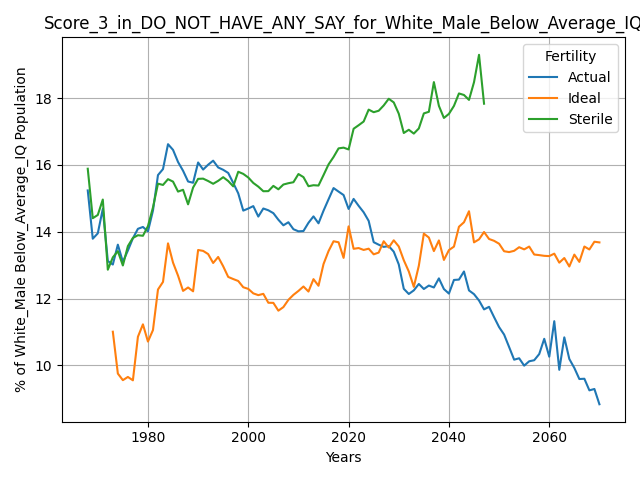 Score_3_in_DO_NOT_HAVE_ANY_SAY_for_White_Male_Below_Average_IQ
Fertility
Actual
Ideal
Sterile
% of White_Male Below_Average_IQ Population
18
16
14
12
10
1980
2000
2020
2040
2060
Years